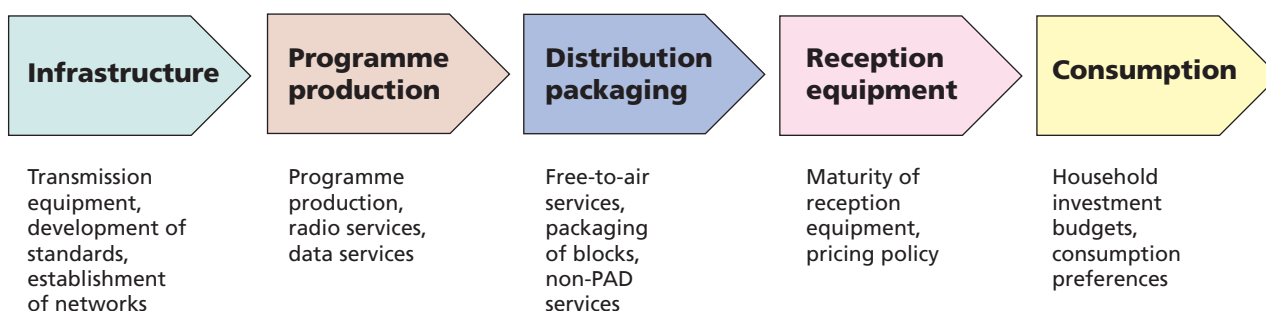 Infrastructure
Programme
production
Distribution
packaging
Reception
equipment
Consumption
Transmission
equipment,
development of
standards,
establishment
of networks
Programme
production,
radio services,
data services
Free-to-air
services,
packaging
of blocks,
non-PAD
services
Maturity of
reception
equipment,
pricing policy
Household
investment
budgets,
consumption
preferences